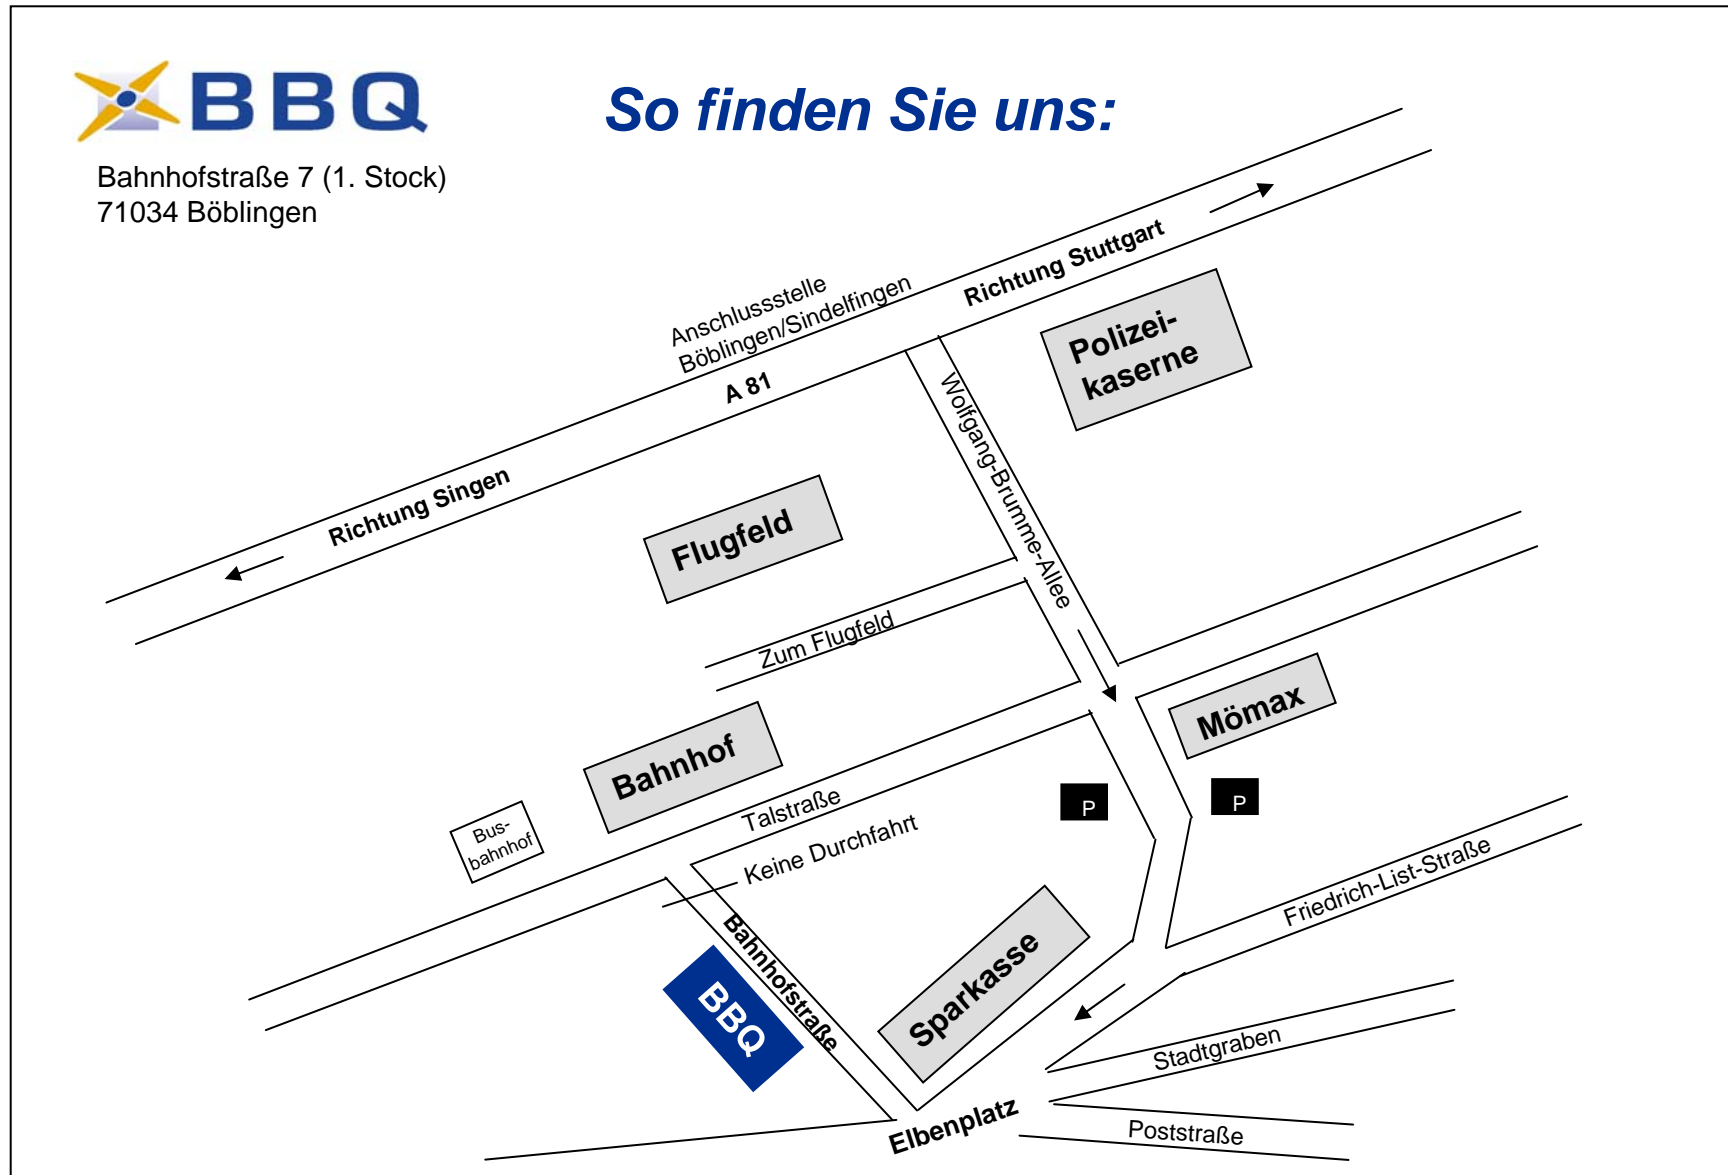 BBQ
So finden Sie uns:
Bahnhofstraße 7 (1. Stock)
71034 Böblingen
Richtung Stuttgart
Anschlussstelle
Böblingen/Sindelfingen
A 81
Polizei-
kaserne
Wolfgang-Brumme-Allee
Richtung Singen
Flugfeld
Zum Flugfeld
Mömax
Bahnhof
Talstraße
P
P
Bus-
bahnhof
Keine Durchfahrt
Friedrich-List-Straße
Bahnhofstraße
BBQ
Sparkasse
Stadtgraben
Elbenplatz
Poststraße